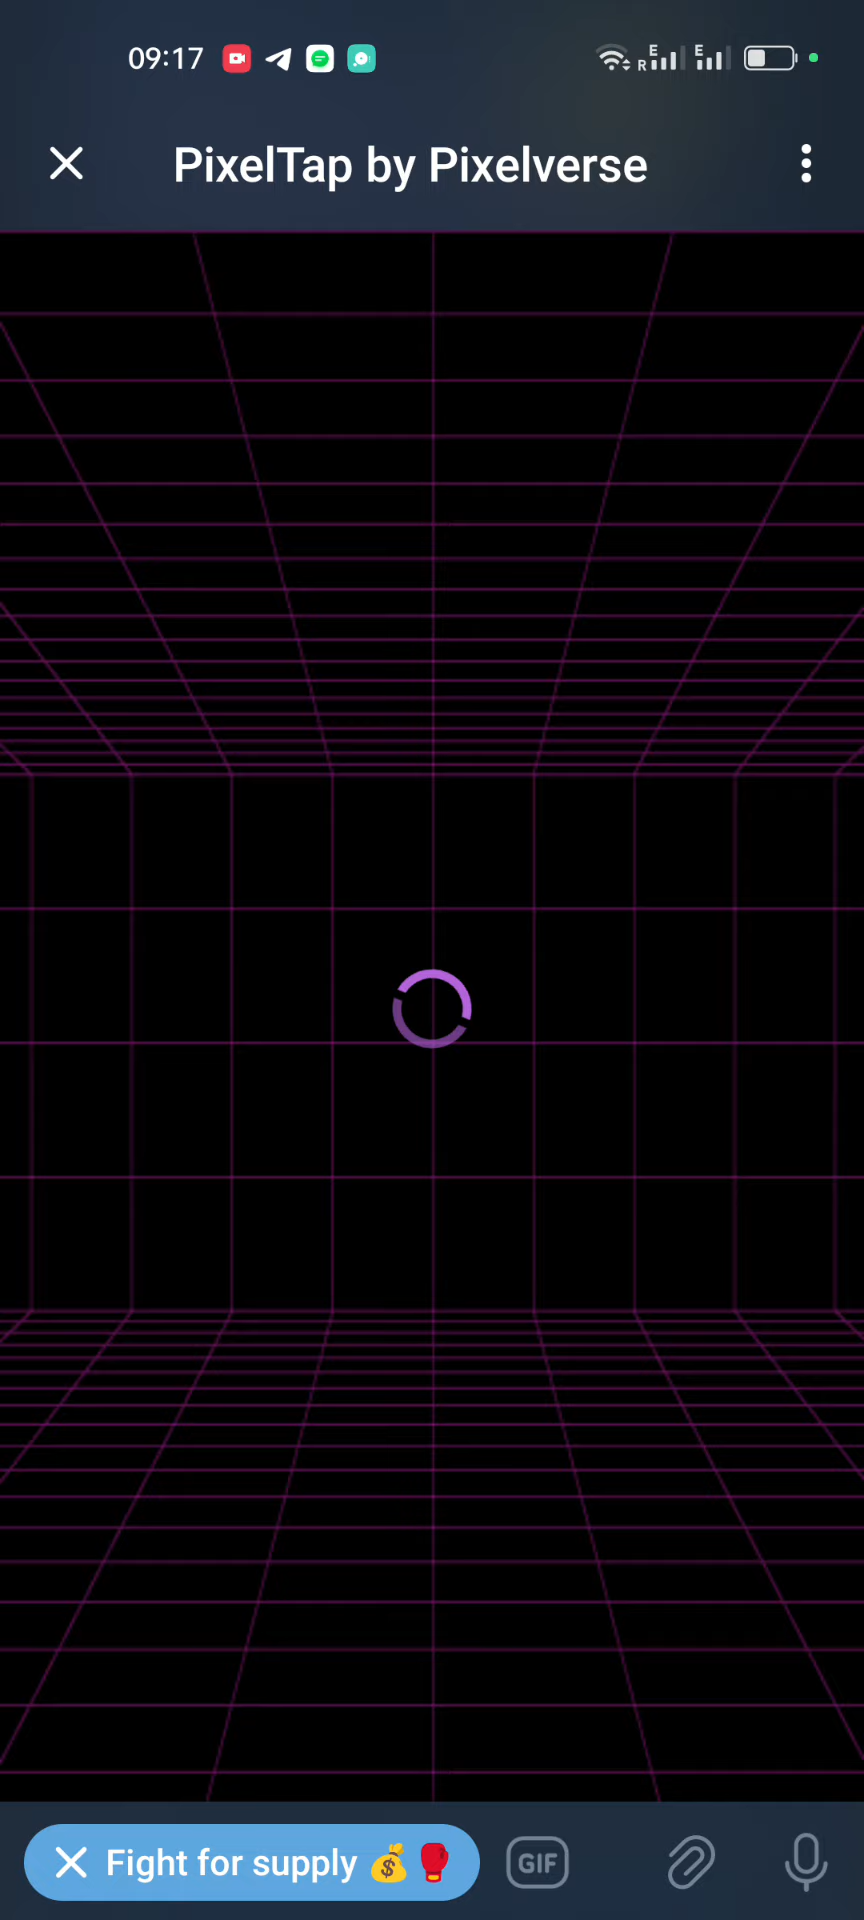 09:17
R E E
PixelTap by Pixelverse
Fight for supply 💰🥊
GIF